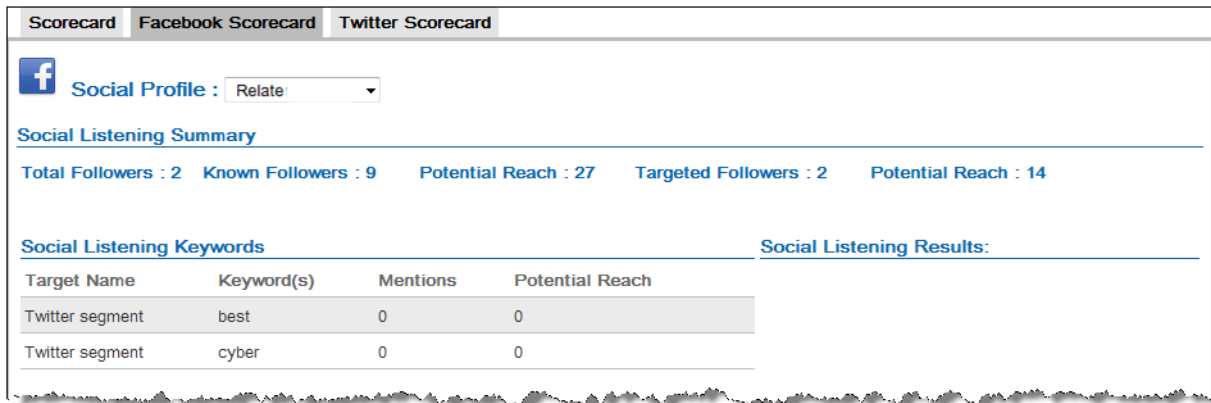 Scorecard Facebook Scorecard Twitter Scorecard
f
Social Profile : Relate
Social Listening Summary
Total Followers : 2 Known Followers : 9 Potential Reach : 27 Targeted Followers : 2 Potential Reach : 14
Social Listening Keywords Social Listening Results:
Target Name Keyword(s) Mentions Potential Reach
Twitter segment best 0 0
Twitter segment cyber 0 0